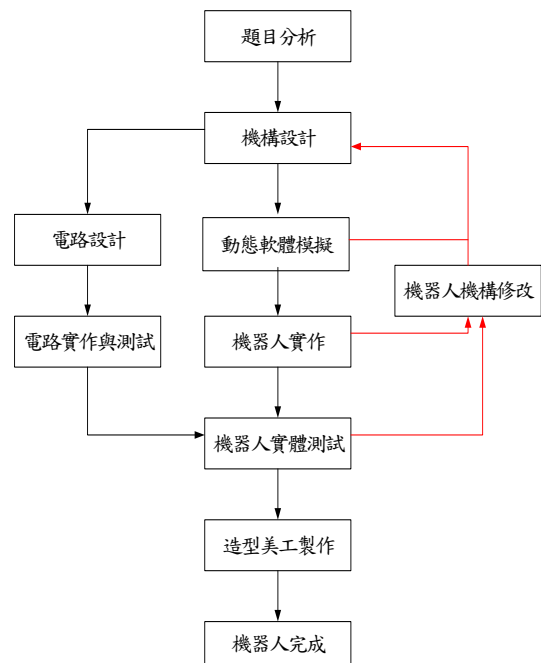 題目分析
機構設計
電路設計
動態軟體模擬
機器人機構修改
電路實作與測試
機器人實作
機器人實體測試
造型美工製作
機器人完成